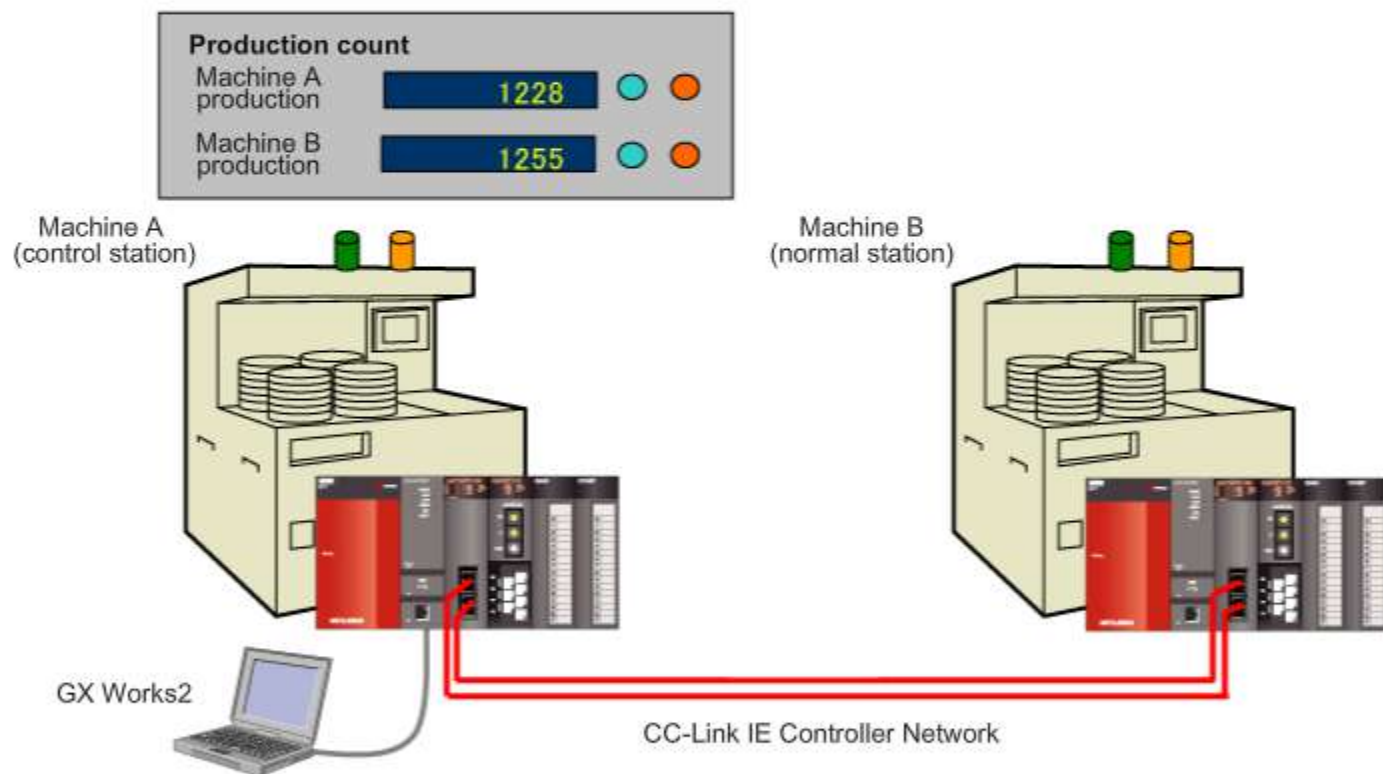 Production count
Machine A
production
1228
Machine B
production
1255
Machine A
(control station)
Machine B
(normal station)
GX Works2
CC-Link IE Controller Network